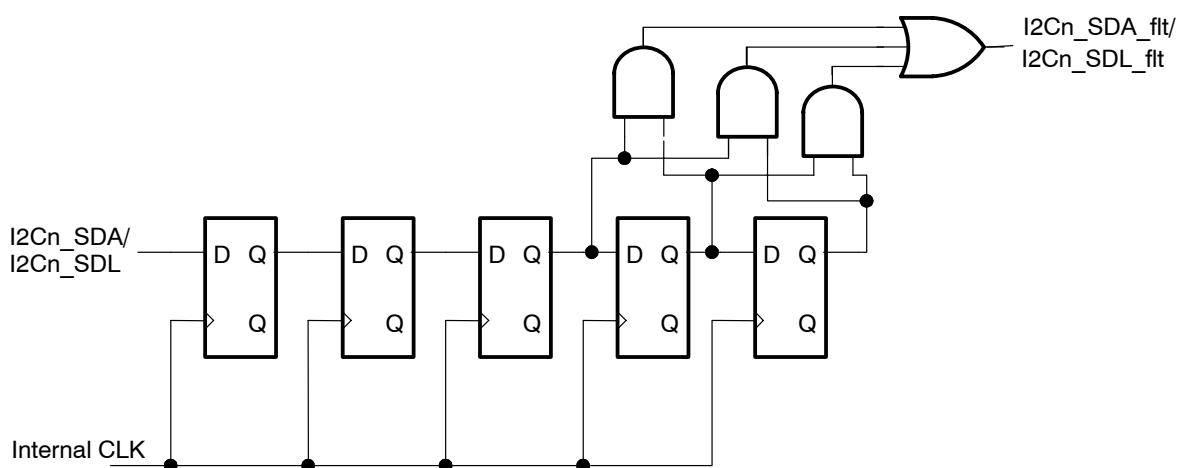 I2Cn_SDA_flt/
I2Cn_SDL_flt
I2Cn_SDA/
I2Cn_SDL
D Q D Q D Q D Q D Q
Q Q Q Q Q
Internal CLK